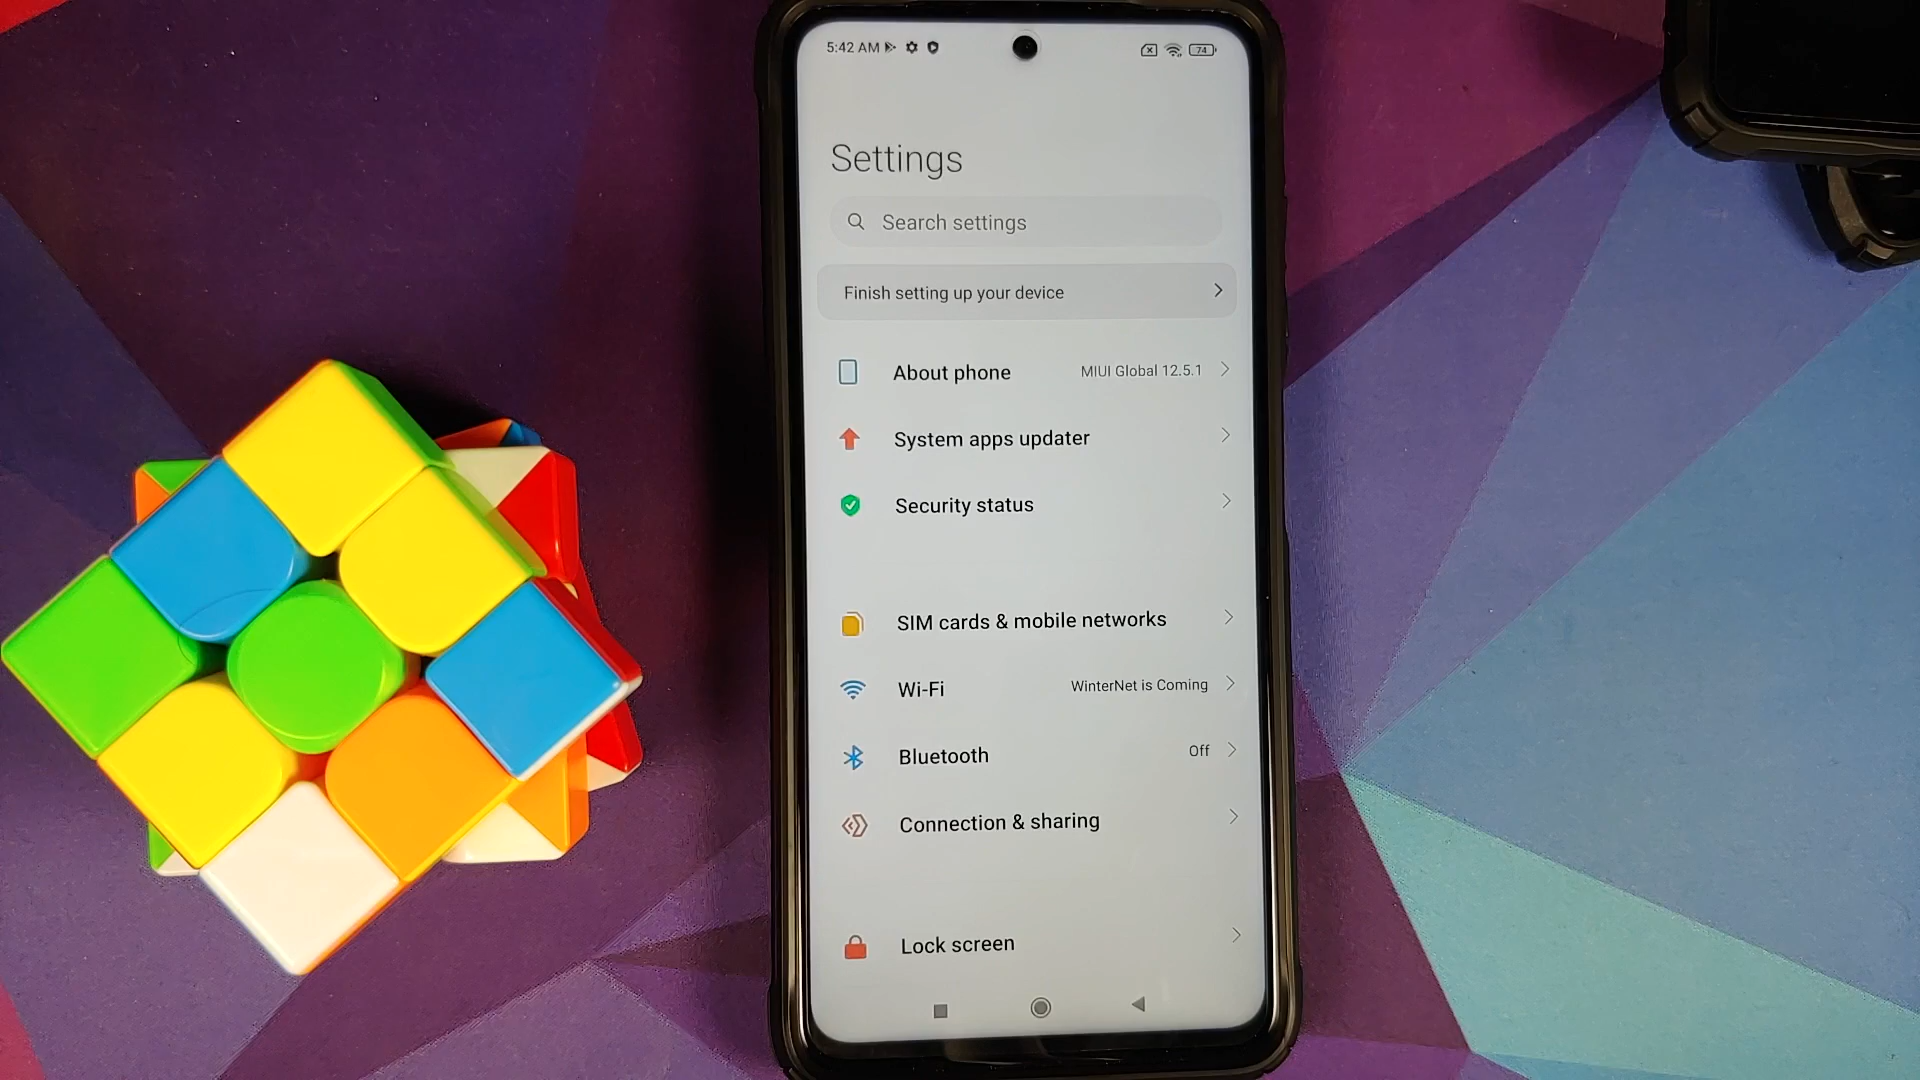 5:42 AM
74
Settings
Search settings
Finish setting up your device
About phone MIUI Global 12.5.1
System apps updater
Security status
SIM cards & mobile networks
Wi-Fi WinterNet is Coming
Bluetooth Off
Connection & sharing
Lock screen